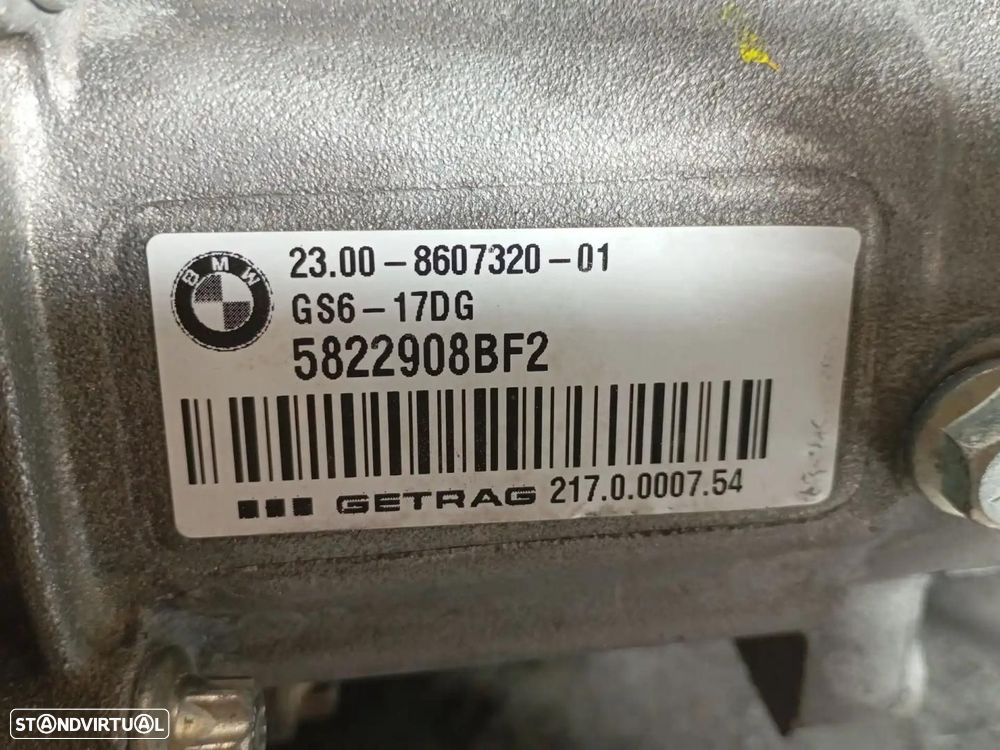 BMW
23.00-8607320-01
GS6-17DG
5822908BF2
GETRAG 217.0.0007.54
STANDVIRTUAL